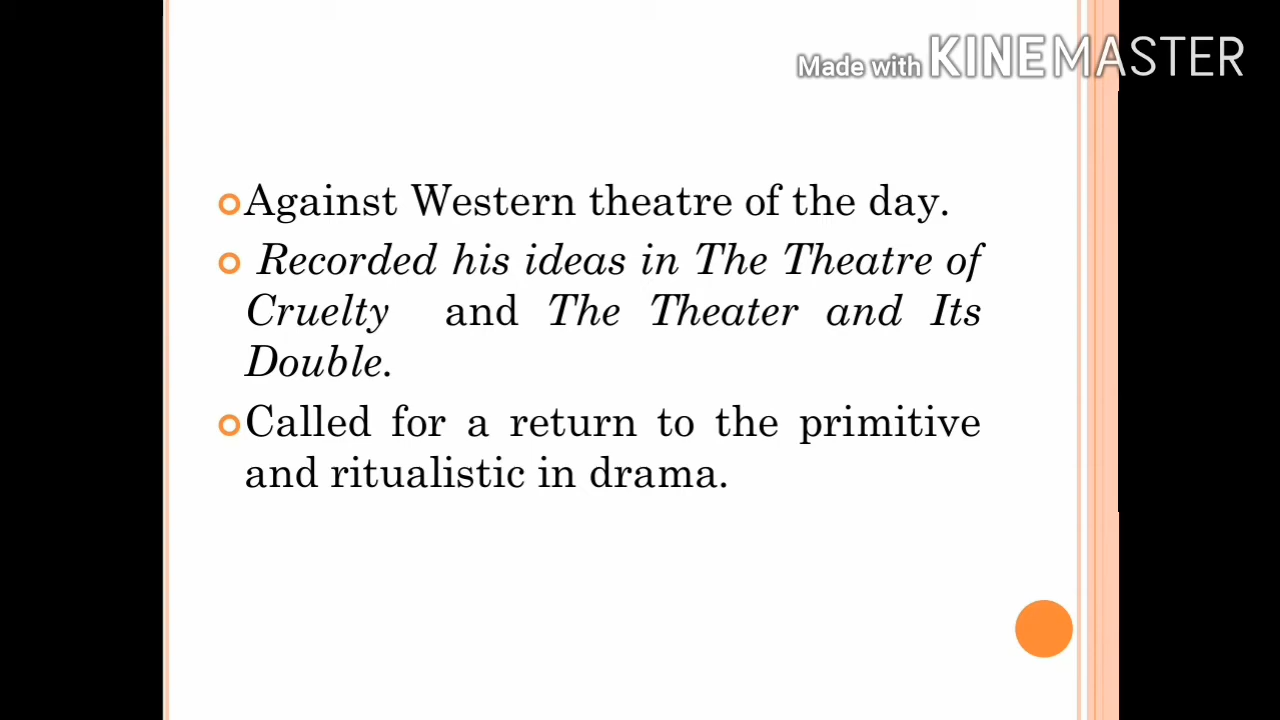 Made with KINEMASTER
Against Western theatre of the day.
Recorded his ideas in The Theatre of
Cruelty and The Theater and Its
Double.
Called for a return to the primitive
and ritualistic in drama.